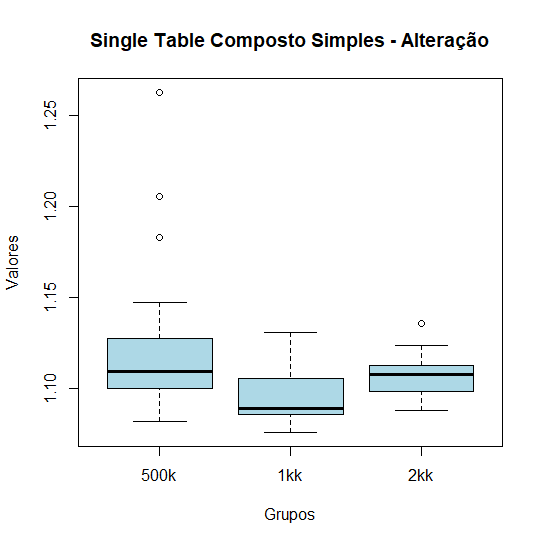 Single Table Composto Simples - Alteração
Valores
1.25
1.20
1.15
1.10
500k
1kk
2kk
Grupos